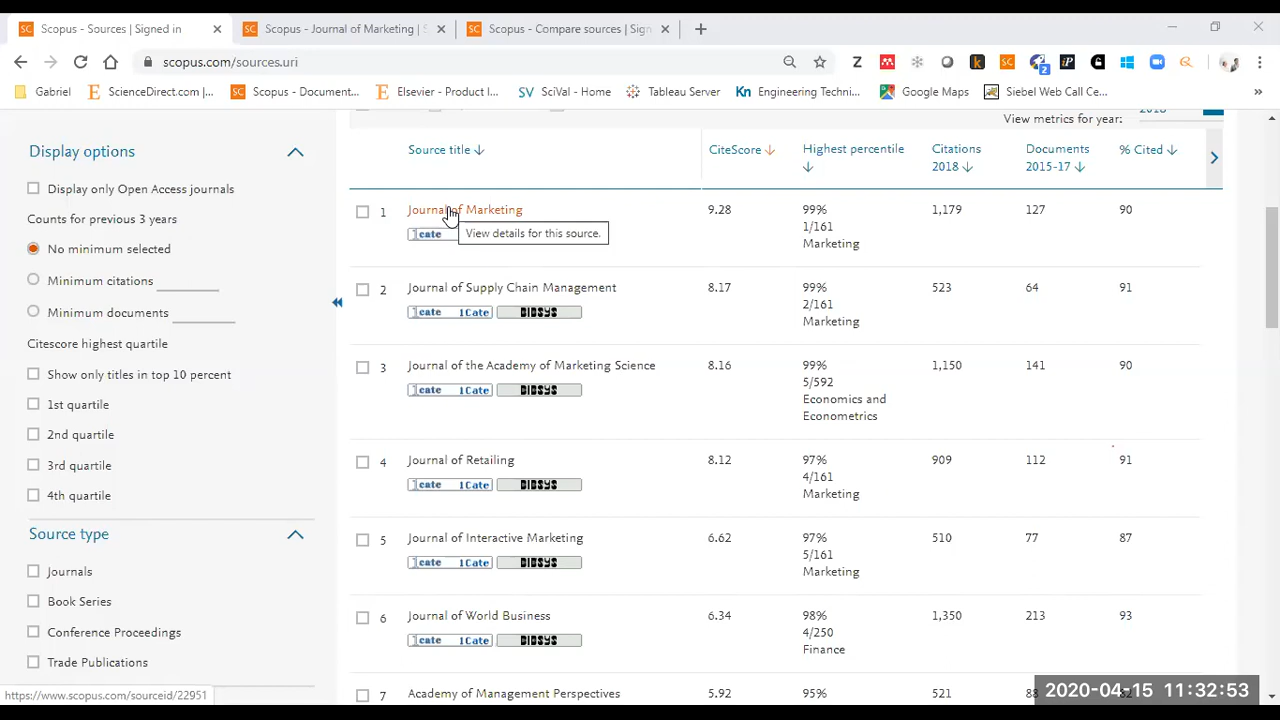 Scopus - Sources | Signed in
Scopus - Journal of Marketing | S
Scopus - Compare sources | Sign
scopus.com/sources.uri
Gabriel
ScienceDirect.com |...
Scopus - Document...
Elsevier - Product I...
SciVal - Home
Tableau Server
Engineering Techni...
Google Maps
Siebel Web Call Ce...
View metrics for year:
Display options
Display only Open Access journals
Counts for previous 3 years
No minimum selected
Minimum citations
Minimum documents
Citescore highest quartile
Show only titles in top 10 percent
1st quartile
2nd quartile
3rd quartile
4th quartile
Source type
Journals
Book Series
Conference Proceedings
Trade Publications
https://www.scopus.com/sourceid/22951
Source title CiteScore Highest percentile Citations 2018 Documents 2015-17 % Cited
1 Journal of Marketing 9.28 99% 1,179 127 90
1/161
Marketing
View details for this source.
2 Journal of Supply Chain Management 8.17 99% 523 64 91
2/161
Marketing
3 Journal of the Academy of Marketing Science 8.16 99% 1,150 141 90
5/592
Economics and
Econometrics
4 Journal of Retailing 8.12 97% 909 112 91
4/161
Marketing
5 Journal of Interactive Marketing 6.62 97% 510 77 87
5/161
Marketing
6 Journal of World Business 6.34 98% 1,350 213 93
4/250
Finance
7 Academy of Management Perspectives 5.92 95% 521
2020-04-15 11:32:53